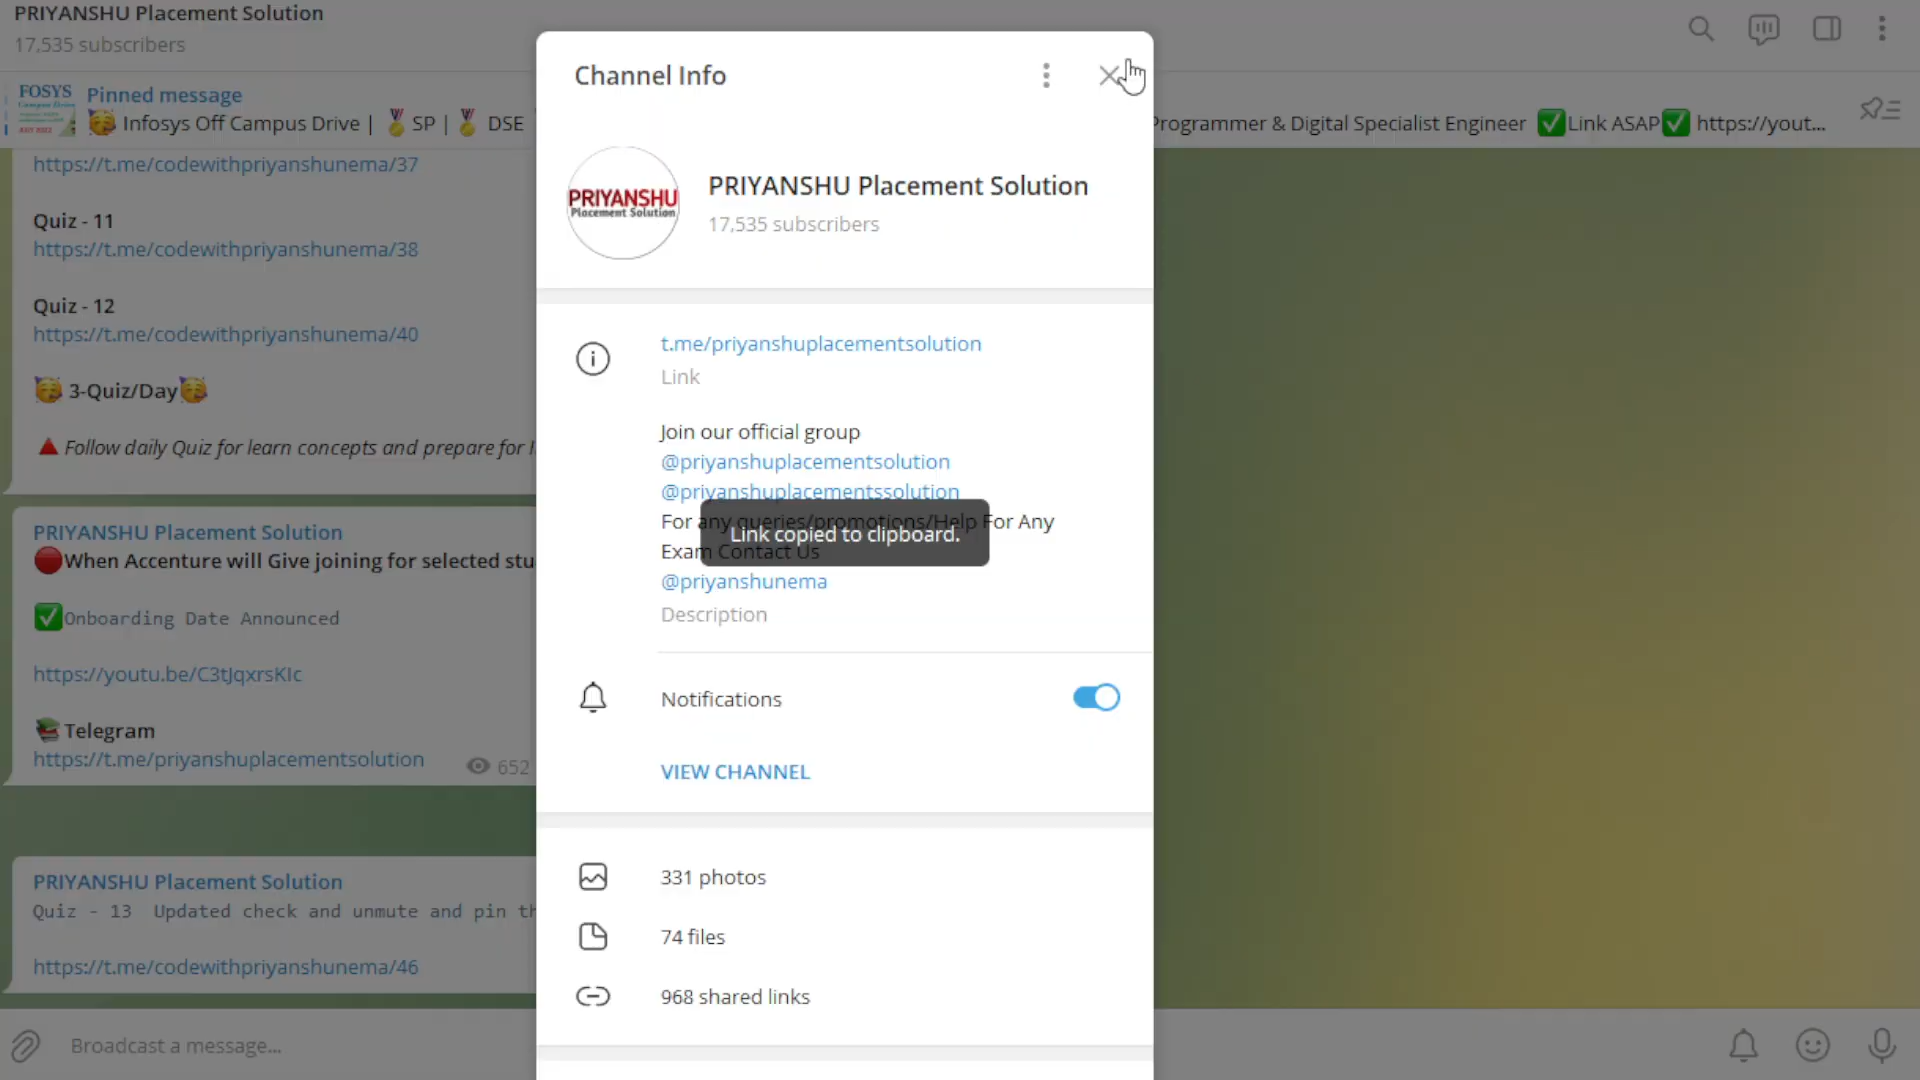 PRIYANSHU Placement Solution
17,535 subscribers
FOSYS
Pinned message
🥳 Infosys Off Campus Drive | 🏅 SP | 🏅 DSE
Programmer & Digital Specialist Engineer ✅Link ASAP✅ https://yout...
https://t.me/codewithpriyanshunema/37
Quiz - 11
https://t.me/codewithpriyanshunema/38
Quiz - 12
https://t.me/codewithpriyanshunema/40
🥳 3-Quiz/Day🥳
🔺 Follow daily Quiz for learn concepts and prepare for
PRIYANSHU Placement Solution
🔴When Accenture will Give joining for selected stu
✅Onboarding Date Announced
https://youtu.be/C3tJqxrsKIc
📚Telegram
https://t.me/priyanshuplacementsolution
652
PRIYANSHU Placement Solution
Quiz - 13 Updated check and unmute and pin th
https://t.me/codewithpriyanshunema/46
Broadcast a message...
Channel Info
PRIYANSHU
Placement Solution
PRIYANSHU Placement Solution
17,535 subscribers
t.me/priyanshuplacementsolution
Link
Join our official group
@priyanshuplacementsolution
@priyanshuplacementssolution
For any queries/promotions/Help For Any
Exam Contact Us
Link copied to clipboard.
@priyanshunema
Description
Notifications
VIEW CHANNEL
331 photos
74 files
968 shared links